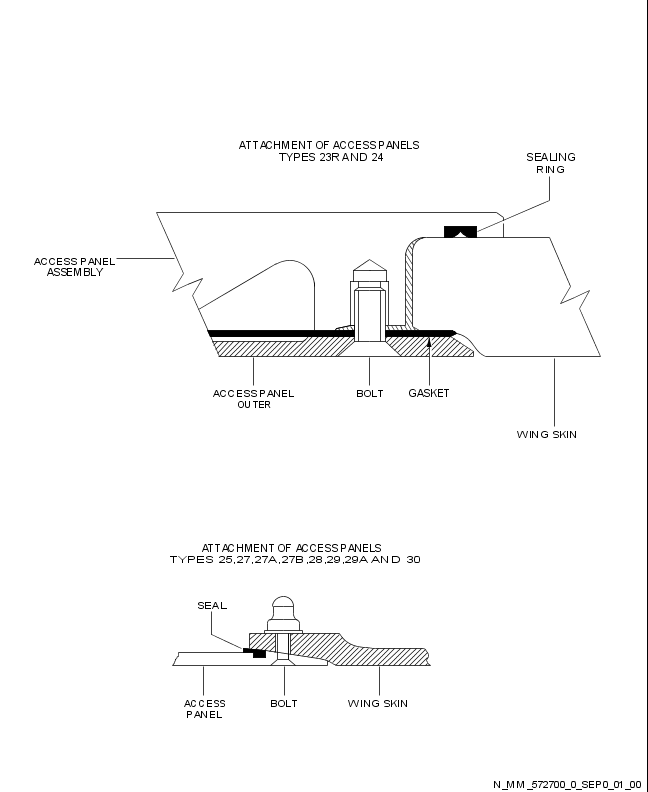 ATTACHMENT OF ACCESS PANELS
TYPES 23R AND 24
SEALING
RING
ACCESS PANEL
ASSEMBLY
ACCESS PANEL
OUTER
BOLT
GASKET
WING SKIN
ATTACHMENT OF ACCESS PANELS
TYPES 25,27,27A,27B,28,29,29A AND 30
SEAL
ACCESS
PANEL
BOLT
WING SKIN
N_MM_572700_0_SEP0_01_00